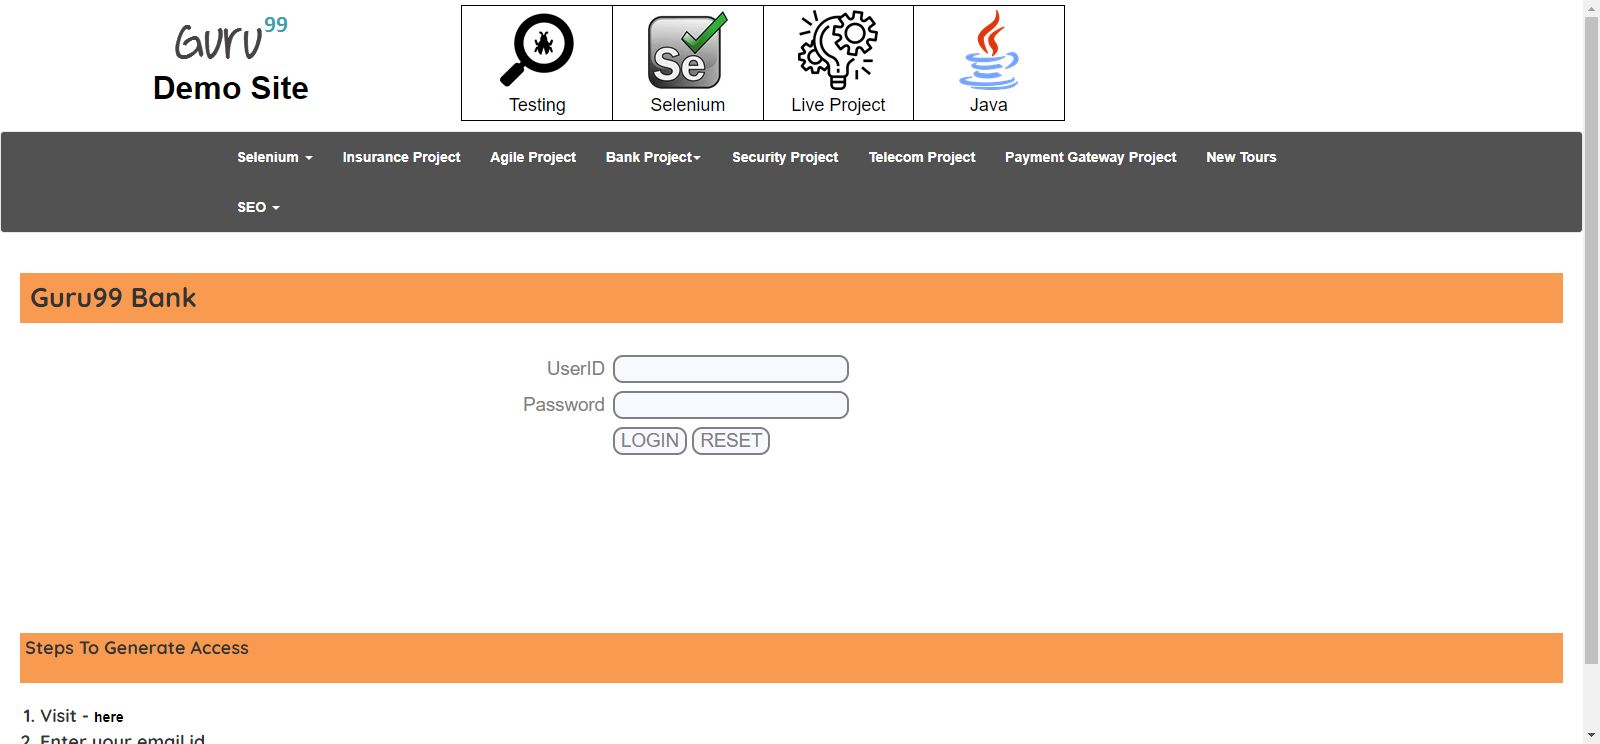 Guru99
Demo Site
Testing
Se
Selenium
Live Project
Java
Selenium
Insurance Project
Agile Project
Bank Project
Security Project
Telecom Project
Payment Gateway Project
New Tours
SEO
Guru99 Bank
UserID
Password
LOGIN RESET
Steps To Generate Access
1. Visit - here
2. Enter your email id